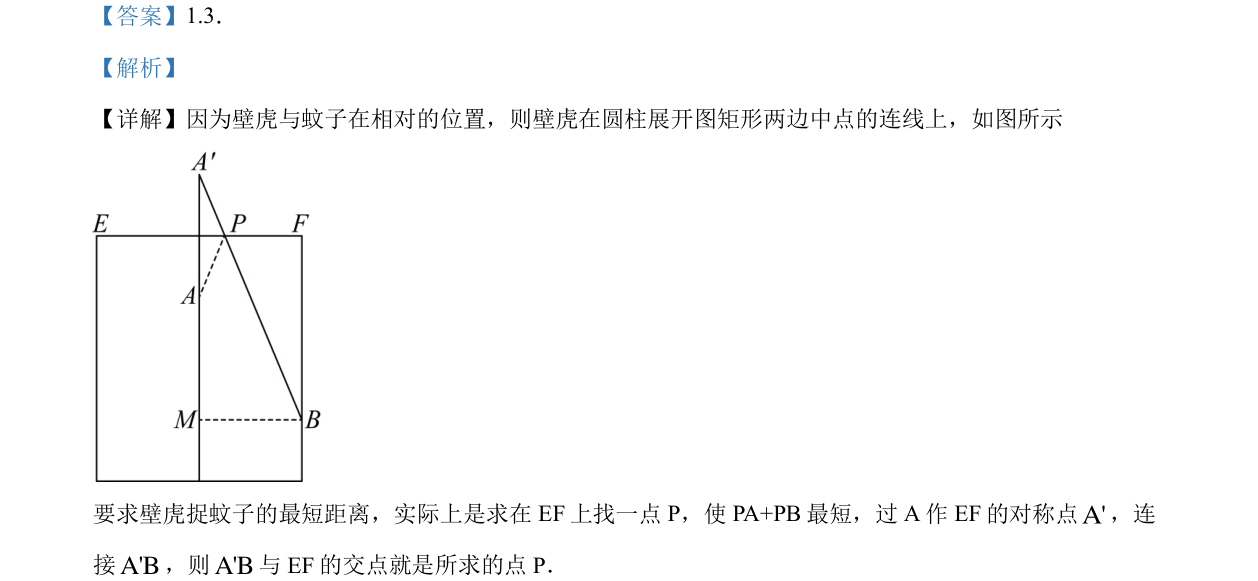 【答案】1.3．
【解析】
【详解】因为壁虎与蚊子在相对的位置，则壁虎在圆柱展开图矩形两边中点的连线上，如图所示
A'
E P F
A
M B
要求壁虎捉蚊子的最短距离，实际上是求在 EF 上找一点 P，使 PA+PB 最短，过 A 作 EF 的对称点 A'，连
接 A'B，则 A'B 与 EF 的交点就是所求的点 P．